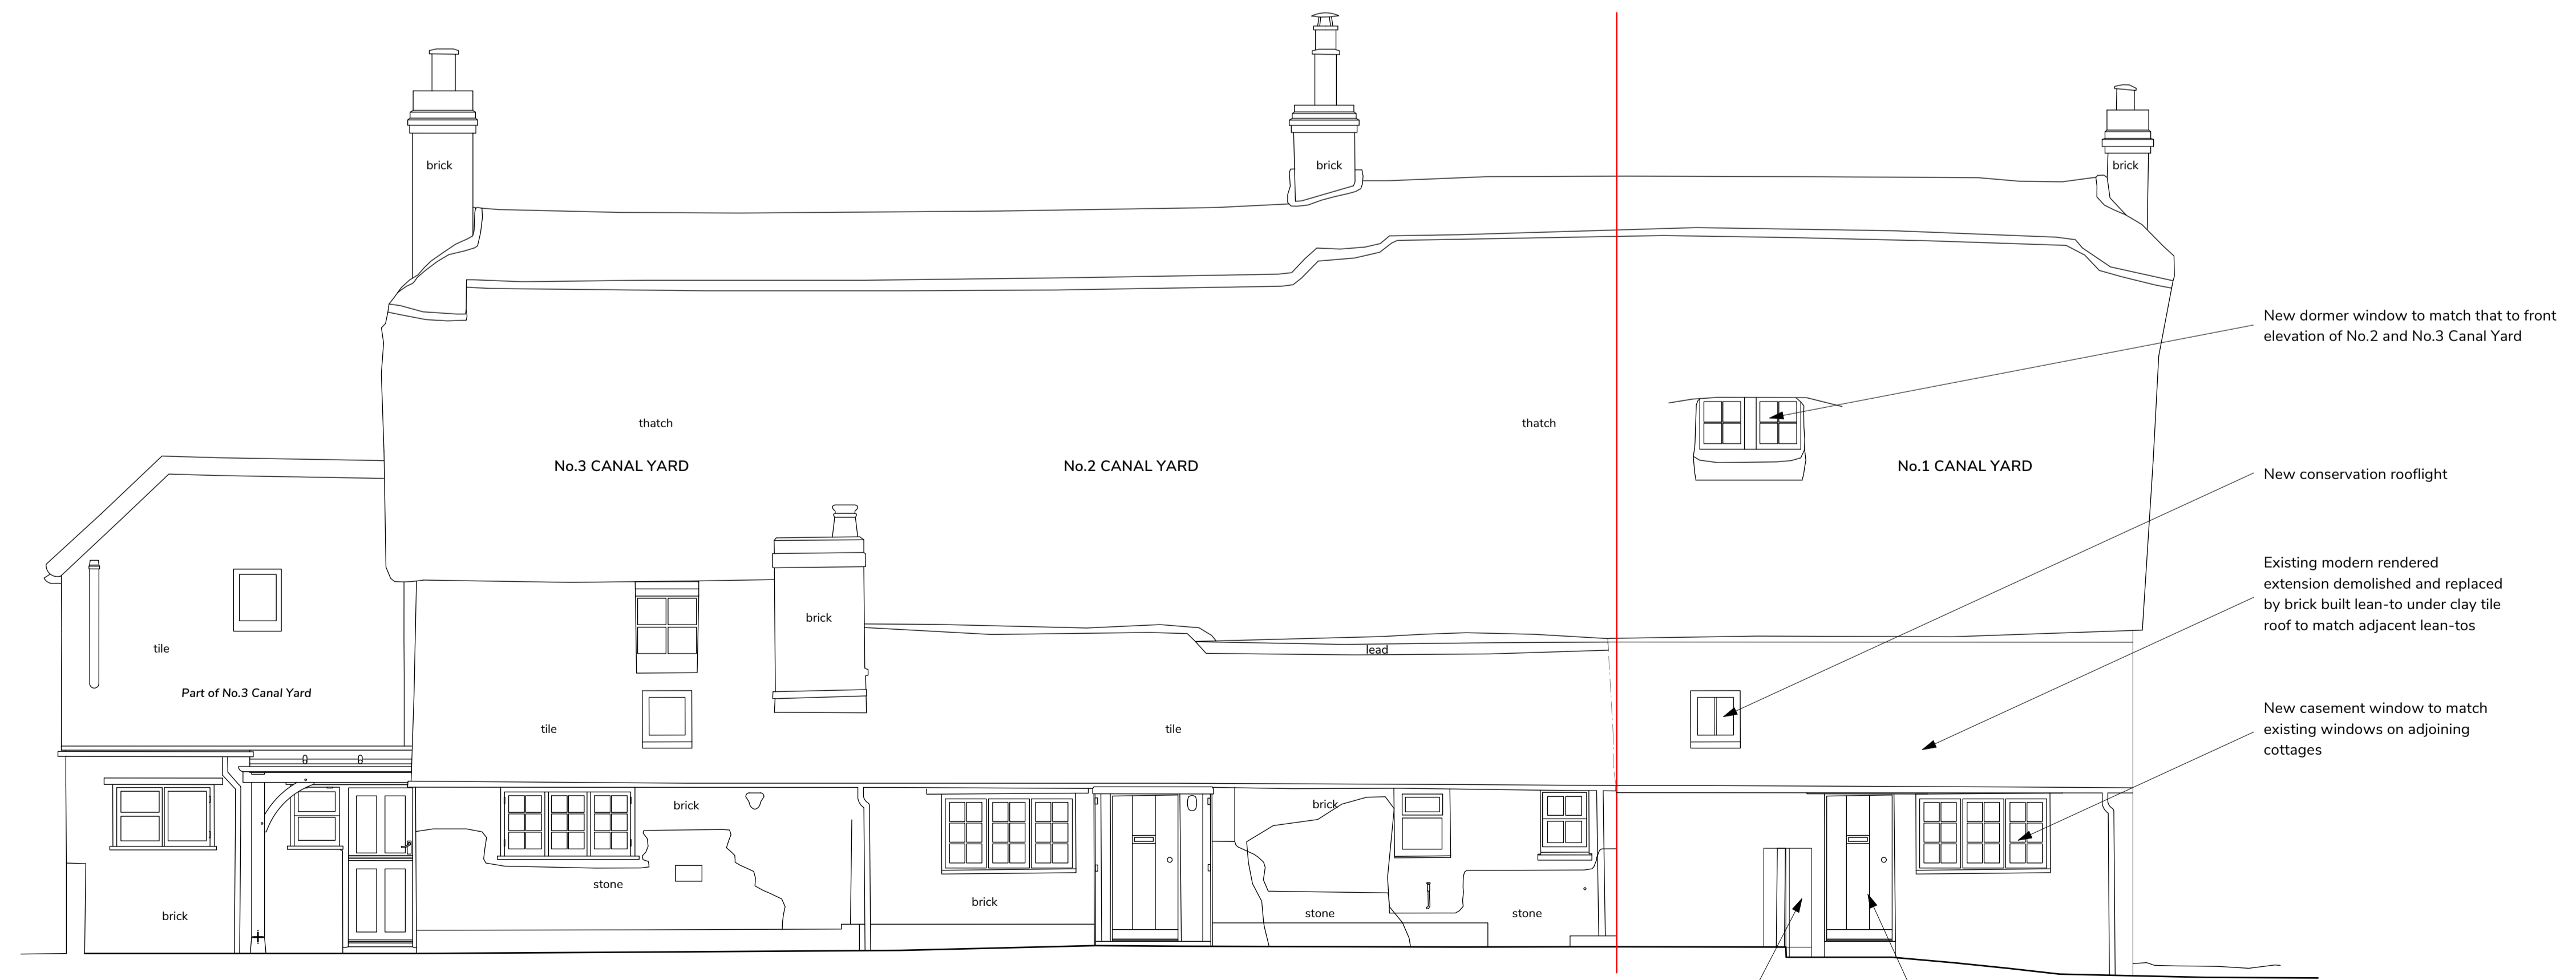 brick
brick
brick
New dormer window to match that to front
elevation of No.2 and No.3 Canal Yard
thatch
thatch
No.3 CANAL YARD
No.2 CANAL YARD
No.1 CANAL YARD
New conservation rooflight
Existing modern rendered
extension demolished and replaced
by brick built lean-to under clay tile
roof to match adjacent lean-tos
brick
tile
lead
Part of No.3 Canal Yard
tile
tile
New casement window to match
existing windows on adjoining
cottages
brick
brick
stone
brick
brick
stone
stone